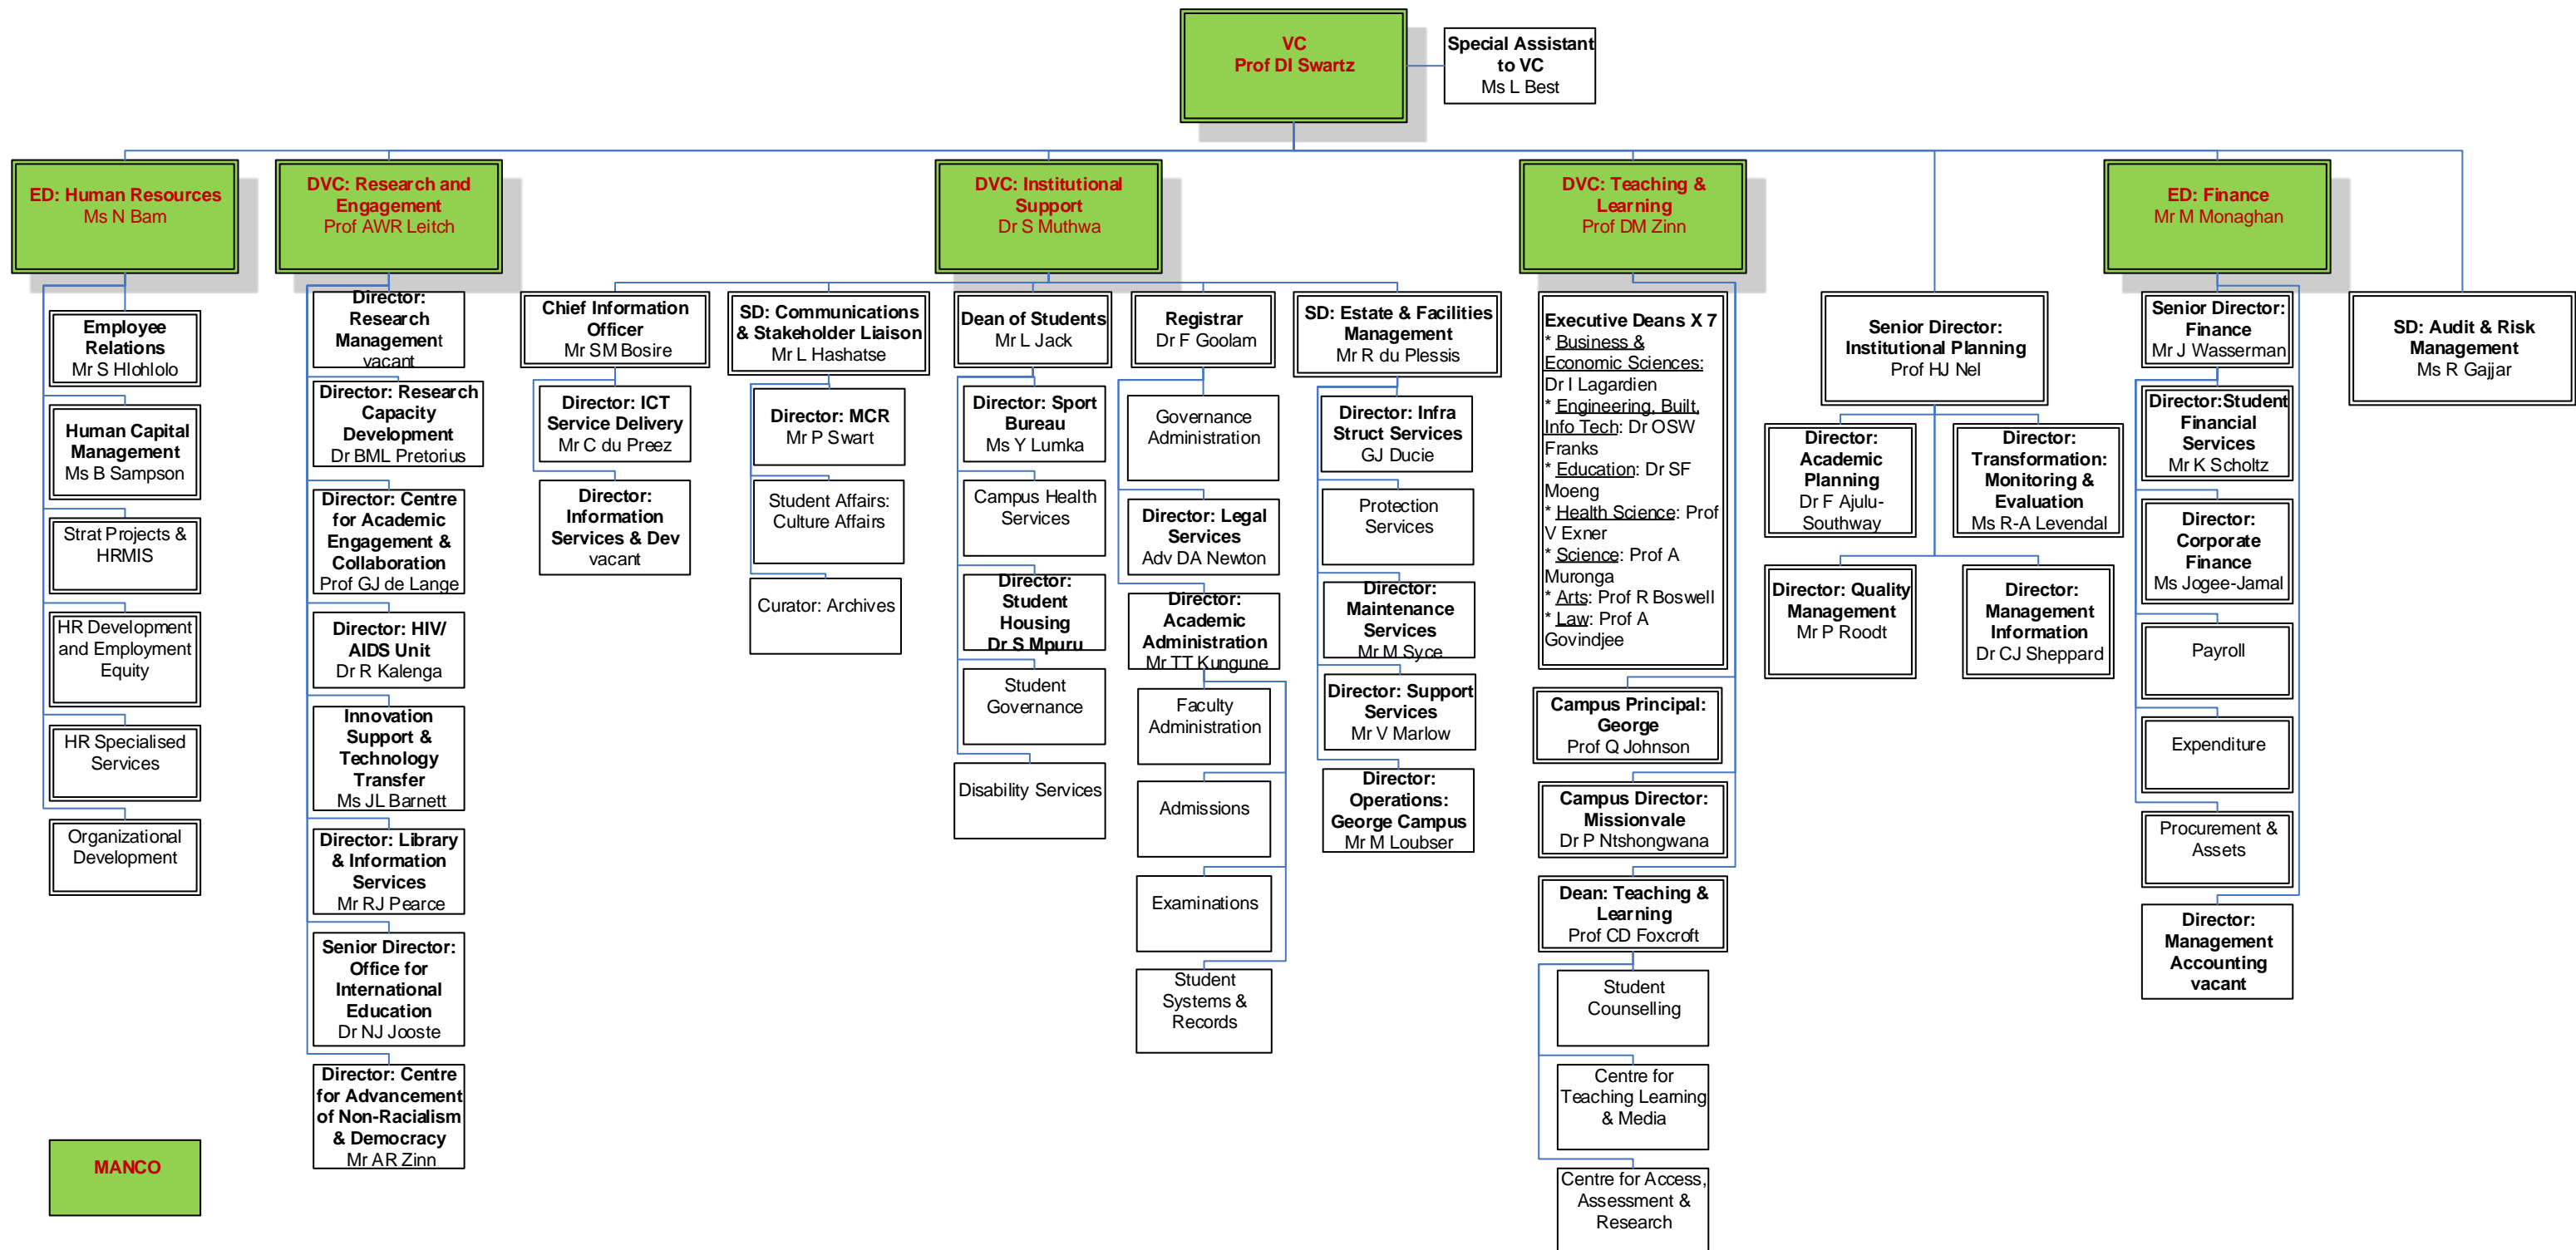 VC
Prof DI Swartz
Special Assistant
to VC
Ms L Best
ED: Human Resources
Ms N Bam
DVC: Research and
Engagement
Prof AWR Leitch
DVC: Institutional
Support
Dr S Muthwa
DVC: Teaching &
Learning
Prof DM Zinn
ED: Finance
Mr M Monaghan
Employee
Relations
Mr S Hlohlolo
Human Capital
Management
Ms B Sampson
Strat Projects &
HRMIS
HR Development
and Employment
Equity
HR Specialised
Services
Organizational
Development
Director:
Research
Management
vacant
Director: Research
Capacity
Development
Dr BML Pretorius
Director: Centre
for Academic
Engagement &
Collaboration
Prof GJ de Lange
Director: HIV/
AIDS Unit
Dr R Kalenga
Innovation
Support &
Technology
Transfer
Ms JL Barnett
Director: Library
& Information
Services
Mr RJ Pearce
Senior Director:
Office for
International
Education
Dr NJ Jooste
Director: Centre
for Advancement
of Non-Racialism
& Democracy
Mr AR Zinn
Chief Information
Officer
Mr SM Bosire
Director: ICT
Service Delivery
Mr C du Preez
Director:
Information
Services & Dev
vacant
SD: Communications
& Stakeholder Liaison
Mr L Hashatse
Director: MCR
Mr P Swart
Student Affairs:
Culture Affairs
Curator: Archives
Dean of Students
Mr L Jack
Director: Sport
Bureau
Ms Y Lumka
Campus Health
Services
Director:
Student
Housing
Dr S Mpuru
Student
Governance
Disability Services
Registrar
Dr F Goolam
Governance
Administration
Director: Legal
Services
Adv DA Newton
Director:
Academic
Administration
Mr TT Kungune
Faculty
Administration
Admissions
Examinations
Student
Systems &
Records
SD: Estate & Facilities
Management
Mr R du Plessis
Director: Infra
Struct Services
GJ Ducie
Protection
Services
Director:
Maintenance
Services
Mr M Syce
Director: Support
Services
Mr V Marlow
Director:
Operations:
George Campus
Mr M Loubser
Executive Deans X 7
* Business &
Economic Sciences:
Dr I Lagardien
* Engineering, Built,
Info Tech: Dr OSW
Franks
* Education: Dr SF
Moeng
* Health Science: Prof
V Exner
* Science: Prof A
Muronga
* Arts: Prof R Boswell
* Law: Prof A
Govindjee
Campus Principal:
George
Prof Q Johnson
Campus Director:
Missionvale
Dr P Ntshongwana
Dean: Teaching &
Learning
Prof CD Foxcroft
Student
Counselling
Centre for
Teaching Learning
& Media
Centre for Access,
Assessment &
Research
Senior Director:
Institutional Planning
Prof HJ Nel
Director:
Academic
Planning
Dr F Ajulu-
Southway
Director:
Transformation:
Monitoring &
Evaluation
Ms R-A Levendal
Director: Quality
Management
Mr P Roodt
Director:
Management
Information
Dr CJ Sheppard
Senior Director:
Finance
Mr J Wasserman
Director:Student
Financial
Services
Mr K Scholtz
Director:
Corporate
Finance
Ms Jogee-Jamal
Payroll
Expenditure
Procurement &
Assets
Director:
Management
Accounting
vacant
SD: Audit & Risk
Management
Ms R Gajjar
MANCO